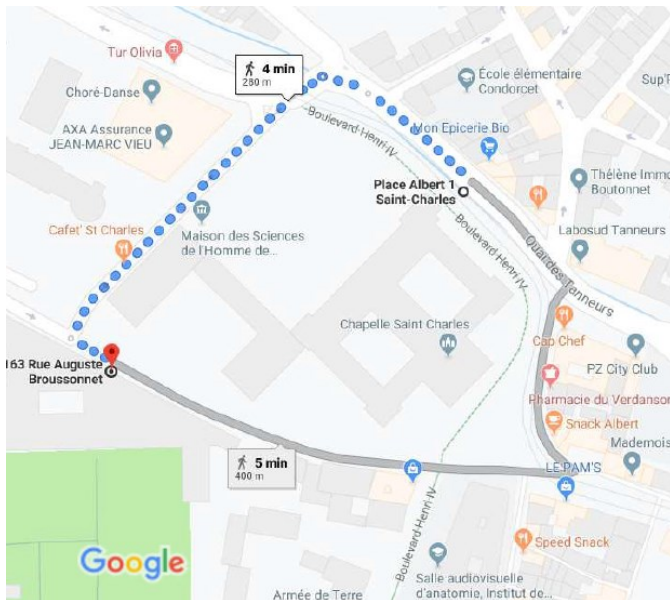 Tur Olivia
4 min
280 m
École élémentaire
Condorcet
Sup'F
Choré-Danse
AXA Assurance
JEAN-MARC VIEU
Boulevard Henri IV
Mon Epicerie Bio
Place Albert 1
Saint-Charles
Thélène Immo
Boutonnet
Cafet' St Charles
Maison des Sciences
de l'Homme de...
Boulevard Henri IV
Quai des Tanneurs
Labosud Tanneurs
Chapelle Saint Charles
Cap Chef
163 Rue Auguste
Broussonnet
PZ City Club
Pharmacie du Verdanson
Snack Albert
Mademois
5 min
400 m
LE PAM'S
Boulevard Henri IV
Speed Snack
Google
Salle audiovisuelle
d'anatomie, Institut de...
Armée de Terre